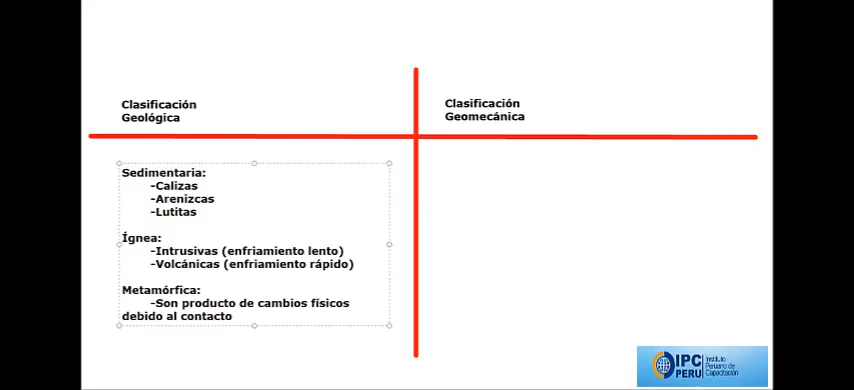 Clasificación
Geológica
Clasificación
Geomecánica
Sedimentaria:
-Calizas
-Arenizcas
-Lutitas
Ígnea:
-Intrusivas (enfriamiento lento)
-Volcánicas (enfriamiento rápido)
Metamórfica:
-Son producto de cambios físicos
debido al contacto
IPC
PERU
Instituto
Peruano de
Capacitación